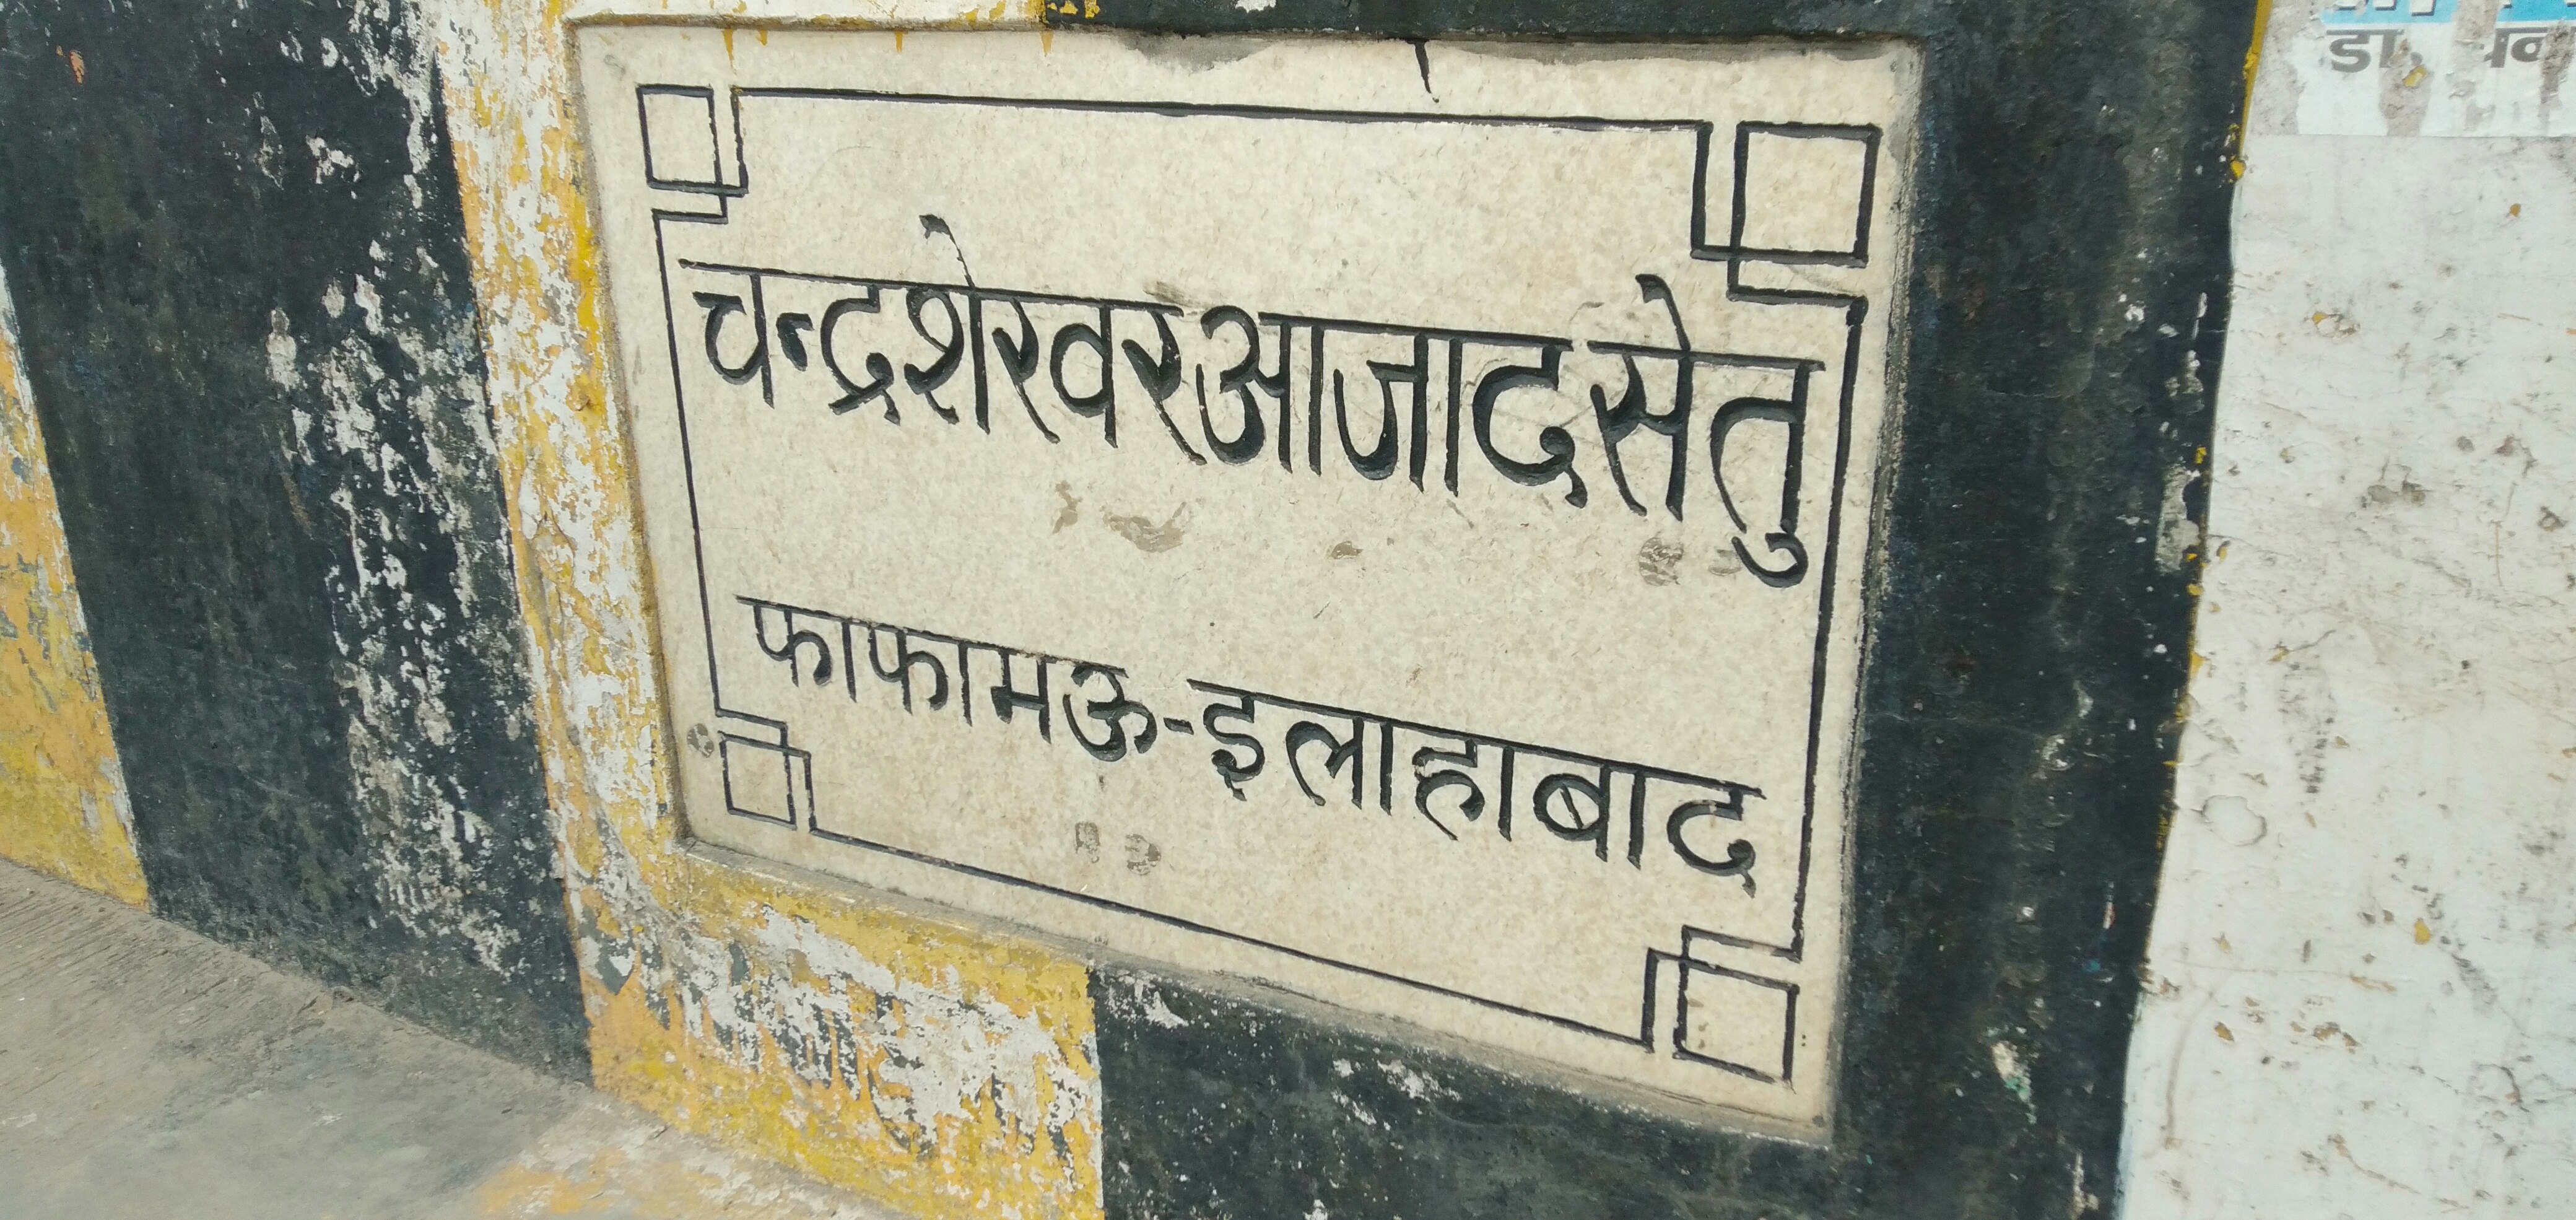 चन्द्रशेखर आजाद सेतु
फाफामऊ-इलाहाबाद
डा.